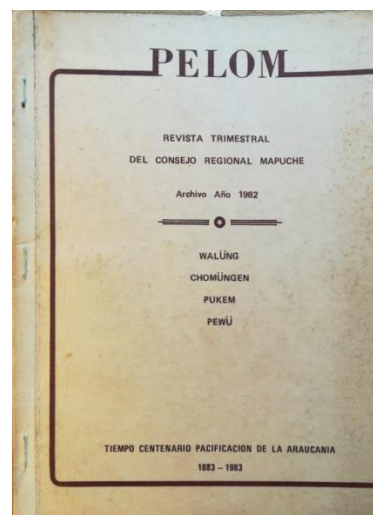 PELOM
REVISTA TRIMESTRAL
DEL CONSEJO REGIONAL MAPUCHE
Archivo Año 1982
WALÜNG
CHOMÜNGEN
PUKEM
PEWÜ
TIEMPO CENTENARIO PACIFICACION DE LA ARAUCANIA
1883 – 1983